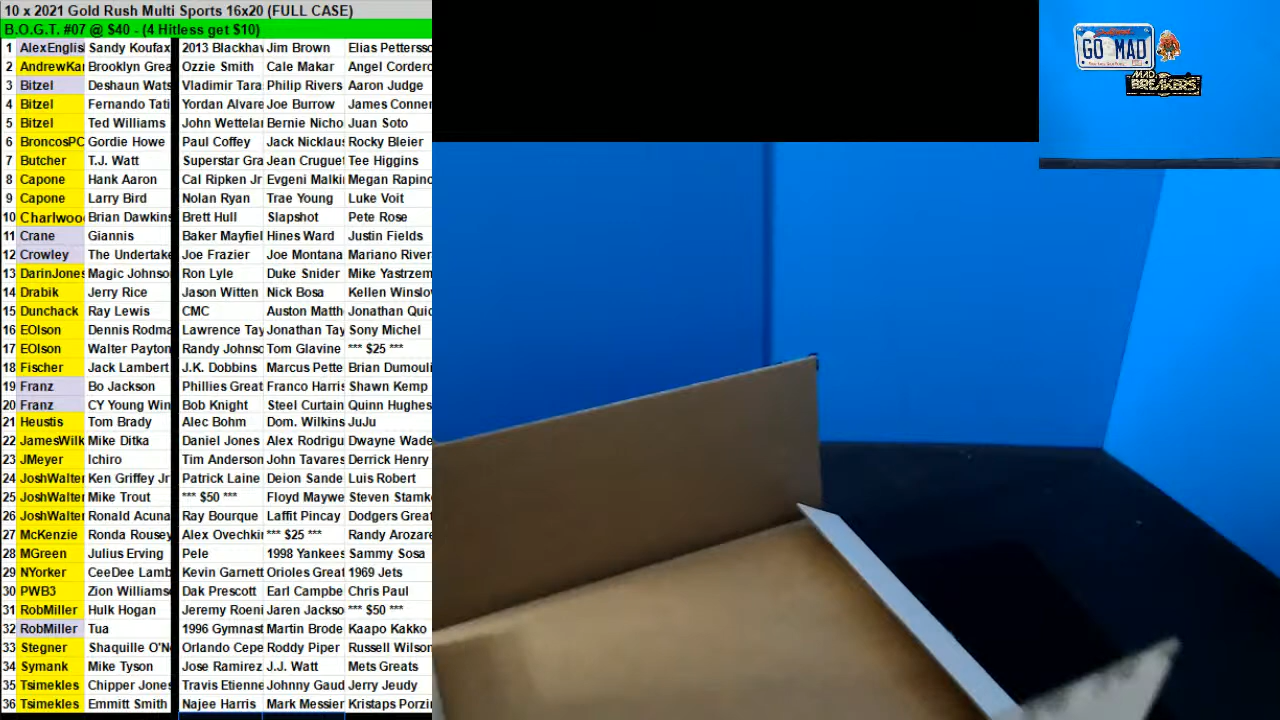 10 x 2021 Gold Rush Multi Sports 16x20 (FULL CASE)
B.O.G.T. #07 @ $40 - (4 Hitless get $10)
1 AlexEnglis Sandy Koufax 2013 Blackhav Jim Brown Elias Petterssc
2 AndrewKar Brooklyn Grea Ozzie Smith Cale Makar Angel Cordero
3 Bitzel Deshaun Wats Vladimir Tara Philip Rivers Aaron Judge
4 Bitzel Fernando Tati Yordan Alvare Joe Burrow James Conner
5 Bitzel Ted Williams John Wettelar Bernie Nicho Juan Soto
6 BroncosPC Gordie Howe Paul Coffey Jack Nicklaus Rocky Bleier
7 Butcher T.J. Watt Superstar Gra Jean Cruguet Tee Higgins
8 Capone Hank Aaron Cal Ripken Jr Evgeni Malki Megan Rapino
9 Capone Larry Bird Nolan Ryan Trae Young Luke Voit
10 Charlwood Brian Dawkins Brett Hull Slapshot Pete Rose
11 Crane Giannis Baker Mayfiel Hines Ward Justin Fields
12 Crowley The Undertake Joe Frazier Joe Montana Mariano River
13 DarinJones Magic Johnso Ron Lyle Duke Snider Mike Yastrzem
14 Drabik Jerry Rice Jason Witten Nick Bosa Kellen Winslov
15 Dunchack Ray Lewis CMC Auston Matth Jonathan Quic
16 EOlson Dennis Rodma Lawrence Tay Jonathan Tay Sony Michel
17 EOlson Walter Payton Randy Johnso Tom Glavine *** $25 ***
18 Fischer Jack Lambert J.K. Dobbins Marcus Pette Brian Dumouli
19 Franz Bo Jackson Phillies Great Franco Harris Shawn Kemp
20 Franz CY Young Win Bob Knight Steel Curtain Quinn Hughes
21 Heustis Tom Brady Alec Bohm Dom. Wilkins JuJu
22 JamesWilk Mike Ditka Daniel Jones Alex Rodrigu Dwayne Wade
23 JMeyer Ichiro Tim Anderson John Tavares Derrick Henry
24 JoshWalter Ken Griffey Jr Patrick Laine Deion Sande Luis Robert
25 JoshWalter Mike Trout *** $50 *** Floyd Maywe Steven Stamk
26 JoshWalter Ronald Acuna Ray Bourque Laffit Pincay Dodgers Great
27 McKenzie Ronda Rousey Alex Ovechkin *** $25 *** Randy Arozare
28 MGreen Julius Erving Pele 1998 Yankees Sammy Sosa
29 NYorker CeeDee Lamb Kevin Garnett Orioles Great 1969 Jets
30 PWB3 Zion Williams Dak Prescott Earl Campbe Chris Paul
31 RobMiller Hulk Hogan Jeremy Roeni Jaren Jackso *** $50 ***
32 RobMiller Tua 1996 Gymnast Martin Brode Kaapo Kakko
33 Stegner Shaquille O'N Orlando Cepe Roddy Piper Russell Wilson
34 Symank Mike Tyson Jose Ramirez J.J. Watt Mets Greats
35 Tsimekles Chipper Jones Travis Etienne Johnny Gaud Jerry Jeudy
36 Tsimekles Emmitt Smith Najee Harris Mark Messier Kristaps Porzin
GO MAD
MAD
BREAKERS